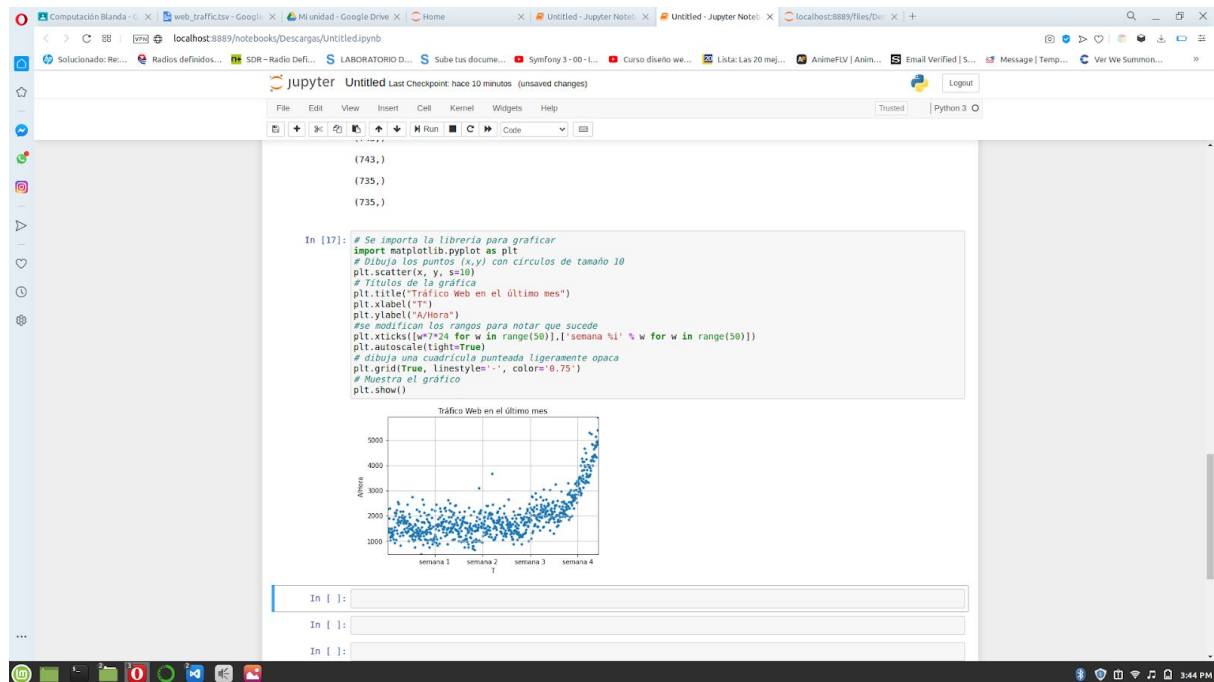 Computación Blanda - G
web_traffic.tsv - Google
Mi unidad - Google Drive
Home
Untitled - Jupyter Noteb
Untitled - Jupyter Noteb
localhost:8889/files/Des
VPN
localhost:8889/notebooks/Descargas/Untitled.ipynb
Solucionado: Re:...
Radios definidos...
SDR – Radio Defi...
LABORATORIO D...
Sube tus docume...
Symfony 3 - 00 - I...
Curso diseño we...
Lista: Las 20 mej...
AnimeFLV | Anim...
Email Verified | S...
Message | Temp...
Ver We Summon...
»
jupyter Untitled Last Checkpoint: hace 10 minutos (unsaved changes)
Logout
File Edit View Insert Cell Kernel Widgets Help
Trusted
Python 3
Run
Code
(743,)
(735,)
(735,)
In [17]:
# Se importa la librería para graficar
import matplotlib.pyplot as plt
# Dibuja los puntos (x,y) con círculos de tamaño 10
plt.scatter(x, y, s=10)
# Títulos de la gráfica
plt.title("Tráfico Web en el último mes")
plt.xlabel("T")
plt.ylabel("A/Hora")
#se modifican los rangos para notar que sucede
plt.xticks([w*7*24 for w in range(50)],['semana %i' % w for w in range(50)])
plt.autoscale(tight=True)
# dibuja una cuadrícula punteada ligeramente opaca
plt.grid(True, linestyle='-', color='0.75')
# Muestra el gráfico
plt.show()
Tráfico Web en el último mes
5000
4000
3000
2000
1000
A/Hora
semana 1 semana 2 semana 3 semana 4
T
In [ ]:
In [ ]:
In [ ]:
3:44 PM